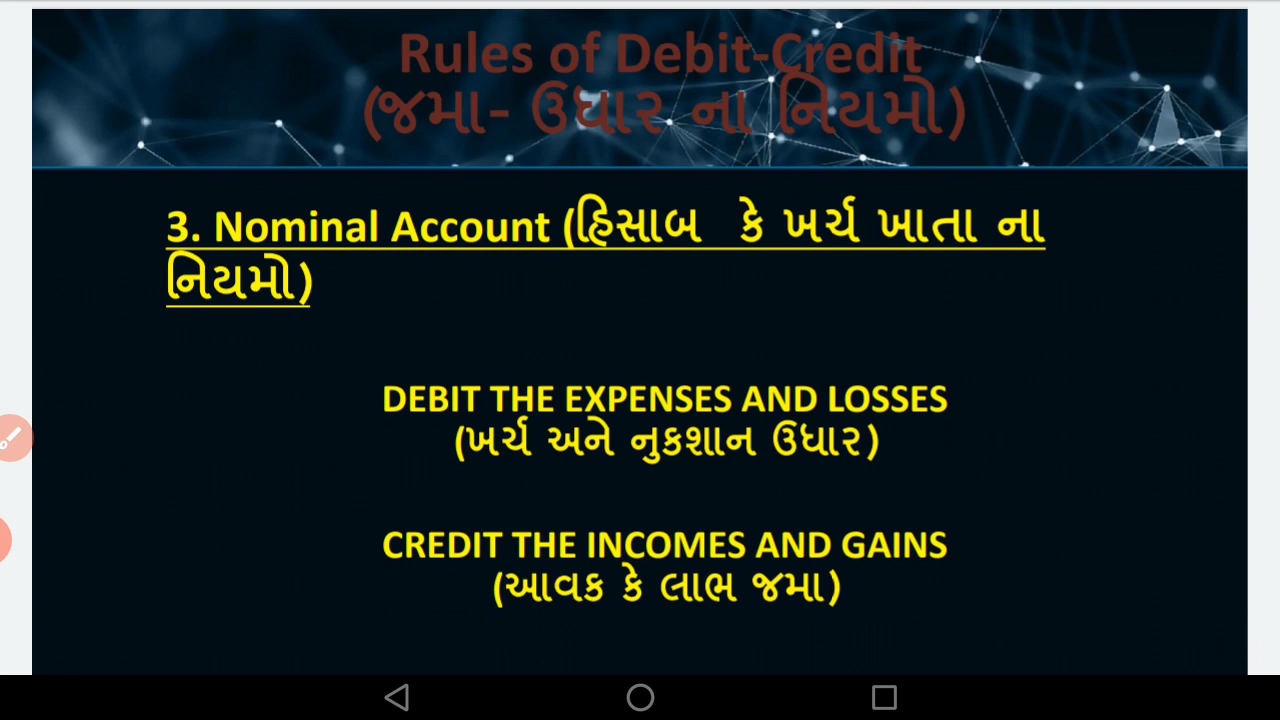 Rules of Debit-Credit
(જમા- ઉધાર ના નિયમો)
3. Nominal Account (હિસાબ કે ખર્ચ ખાતા ના
નિયમો)
DEBIT THE EXPENSES AND LOSSES
(ખર્ચ અને નુકશાન ઉધાર)
CREDIT THE INCOMES AND GAINS
(આવક કે લાભ જમા)